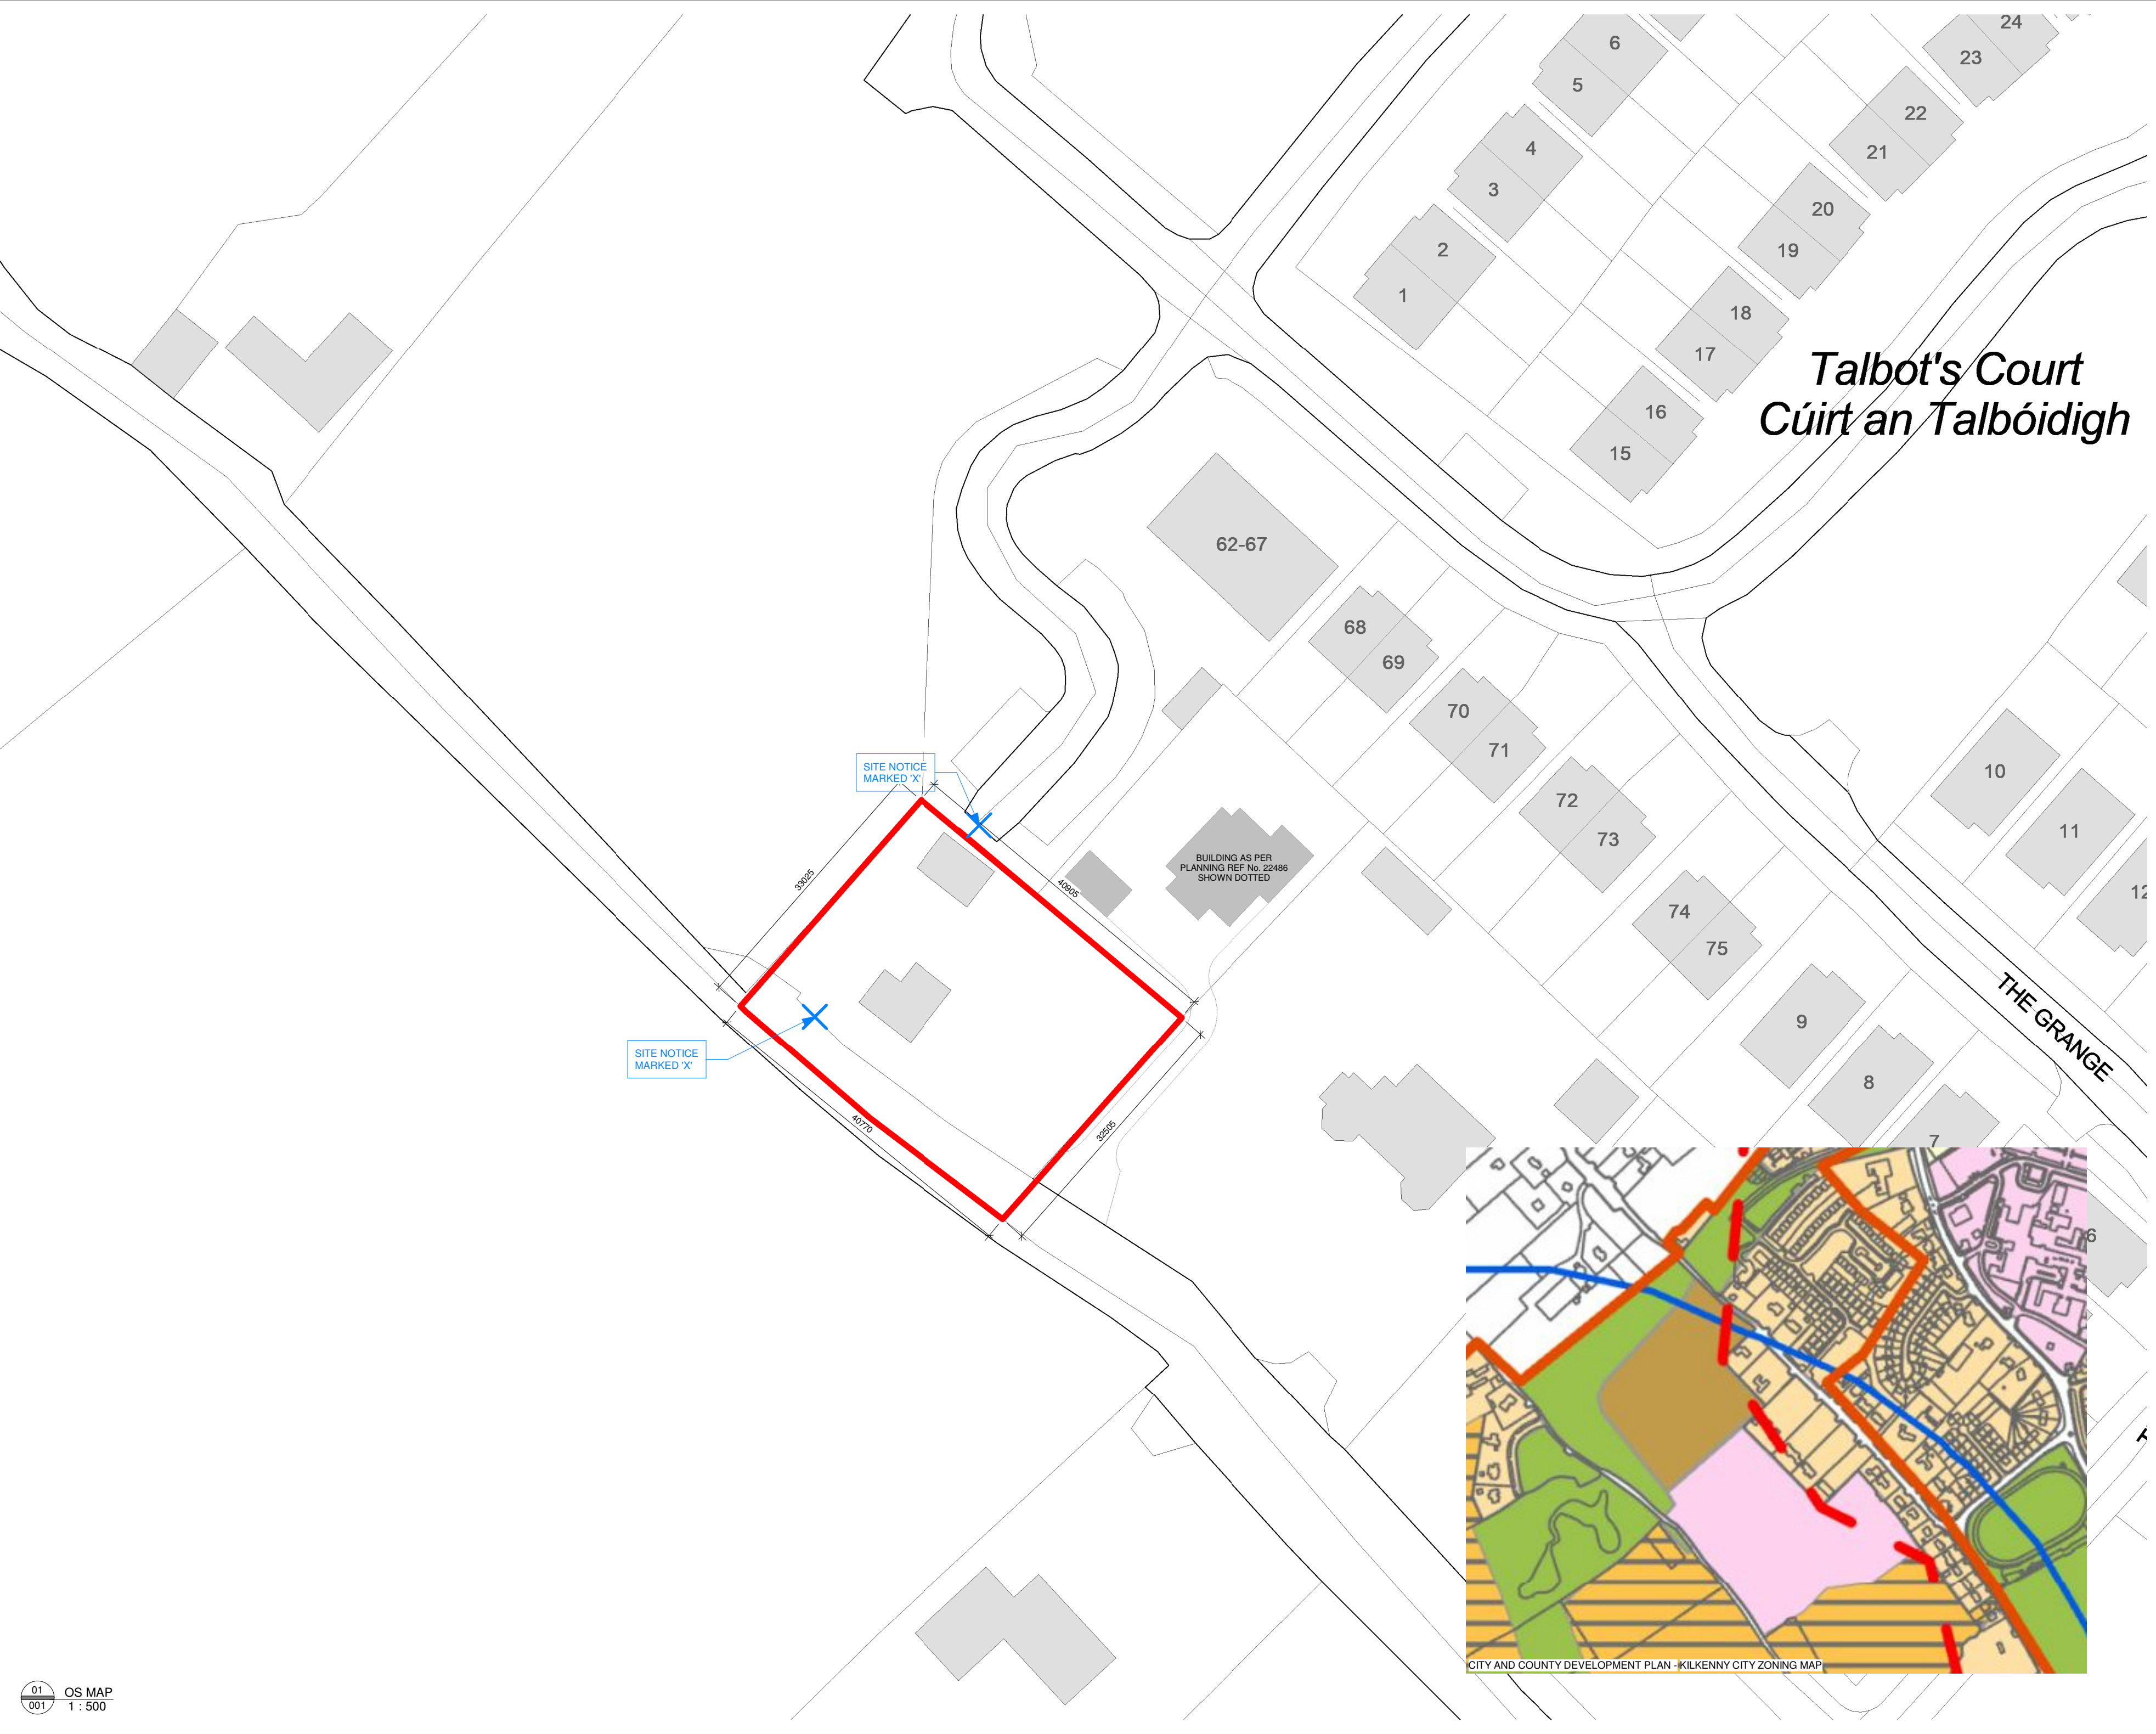 24
23
6
5
22
21
4
3
20
19
2
1
18
17
16
15
Talbot's Court
Cúirt an Talbóidigh
62-67
68
69
70
71
72
73
74
75
10
11
12
9
8
7
6
THE GRANGE
SITE NOTICE
MARKED 'X'
33025
40905
BUILDING AS PER
PLANNING REF No. 22486
SHOWN DOTTED
SITE NOTICE
MARKED 'X'
40770
32505
CITY AND COUNTY DEVELOPMENT PLAN - KILKENNY CITY ZONING MAP
01
001
OS MAP
1 : 500